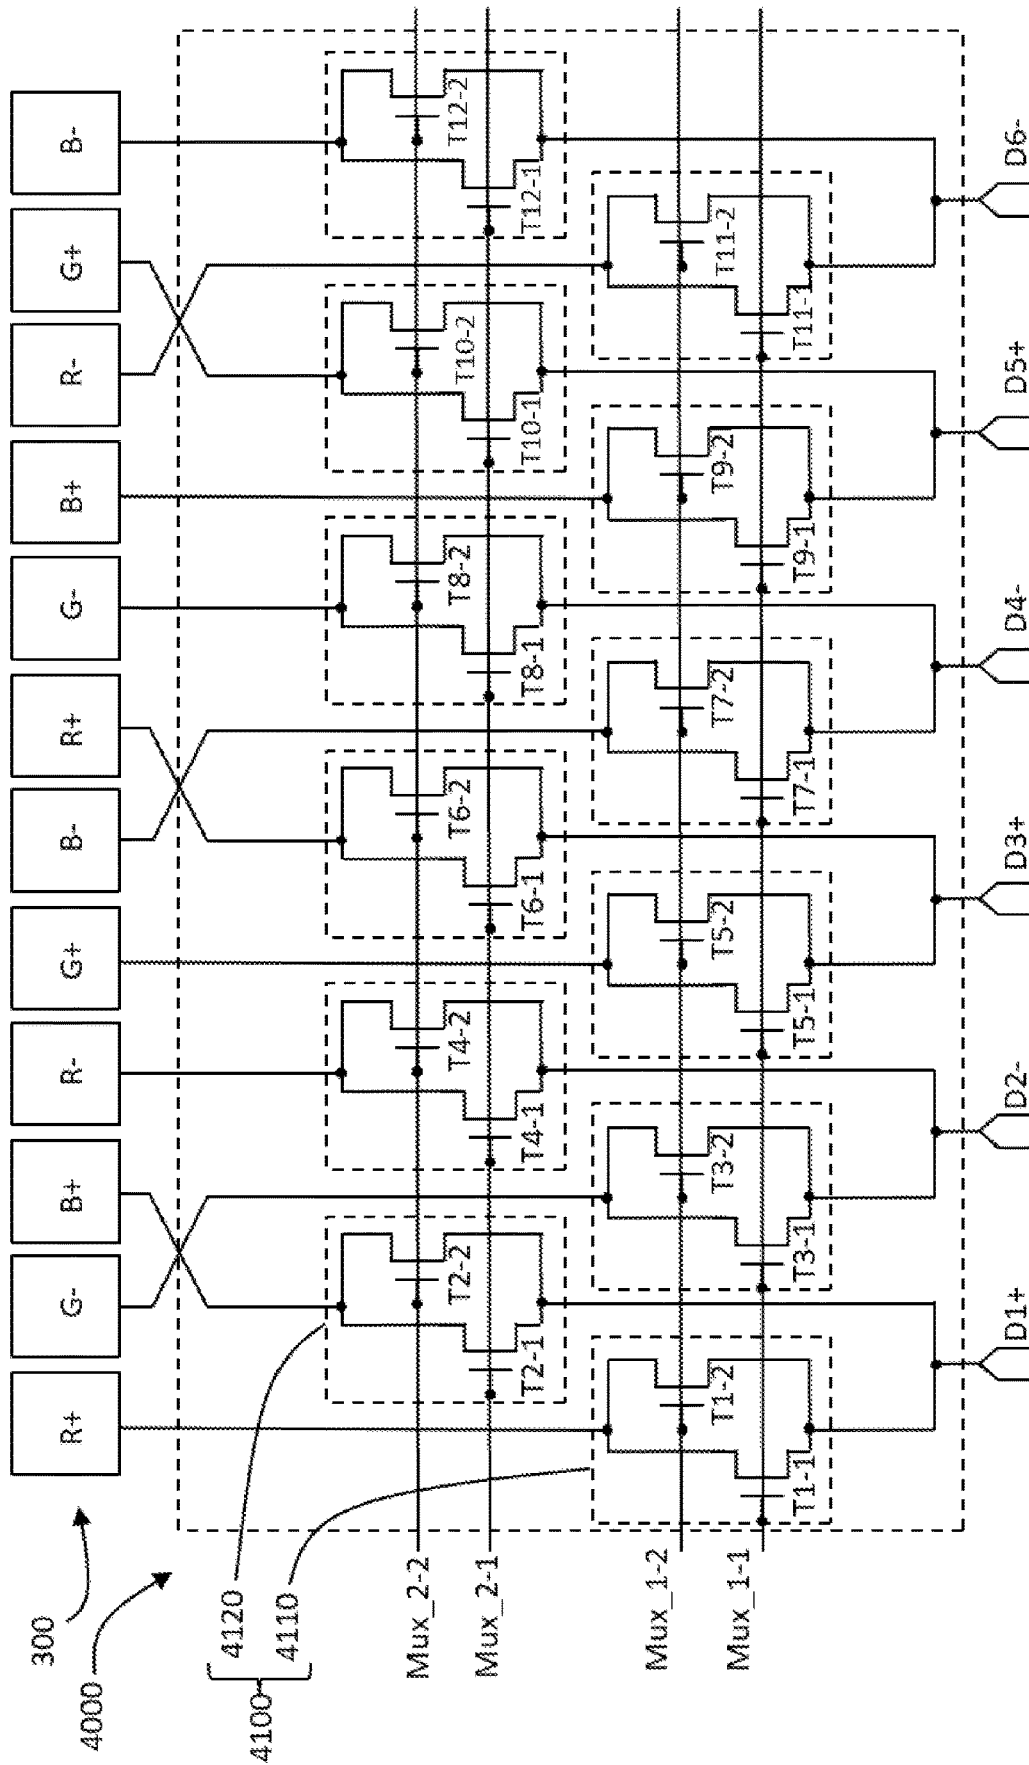 300
4000
4100
4120
4110
R+ G- B+ R- G+ B- R+ G- B+ R- G+ B-
Mux_2-2
T2-2 T4-2 T6-2 T8-2 T10-2 T12-2
Mux_2-1
T2-1 T4-1 T6-1 T8-1 T10-1 T12-1
Mux_1-2
T1-2 T3-2 T5-2 T7-2 T9-2 T11-2
Mux_1-1
T1-1 T3-1 T5-1 T7-1 T9-1 T11-1
D1+ D2- D3+ D4- D5+ D6-